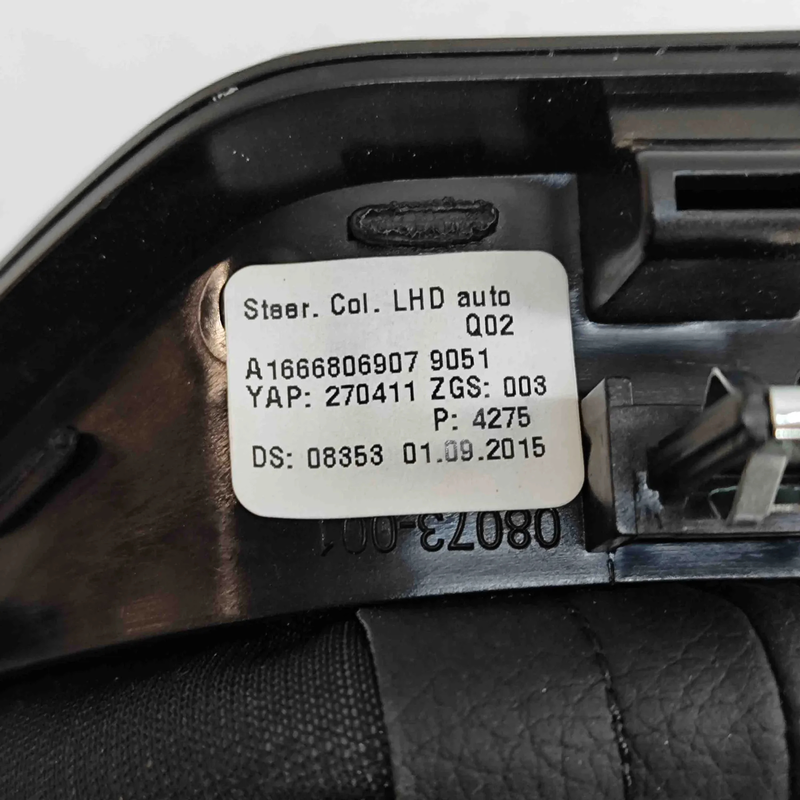 Steer. Col. LHD auto
Q02
A1666806907 9051
YAP: 270411 ZGS: 003
P: 4275
DS: 08353 01.09.2015
08073-001